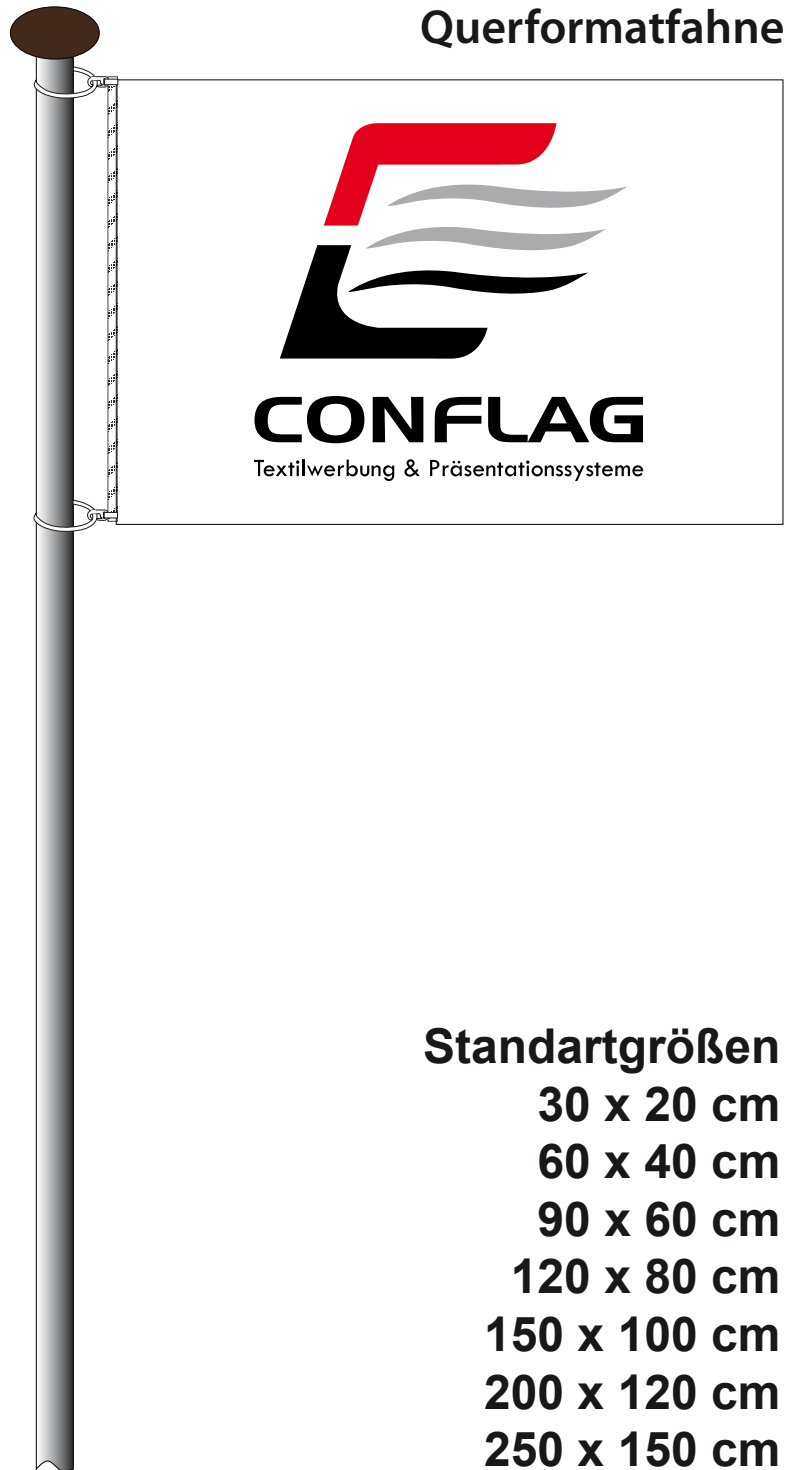 Querformatfahne
CONFLAG
Textilwerbung & Präsentationssysteme
Standartgrößen
30 x 20 cm
60 x 40 cm
90 x 60 cm
120 x 80 cm
150 x 100 cm
200 x 120 cm
250 x 150 cm